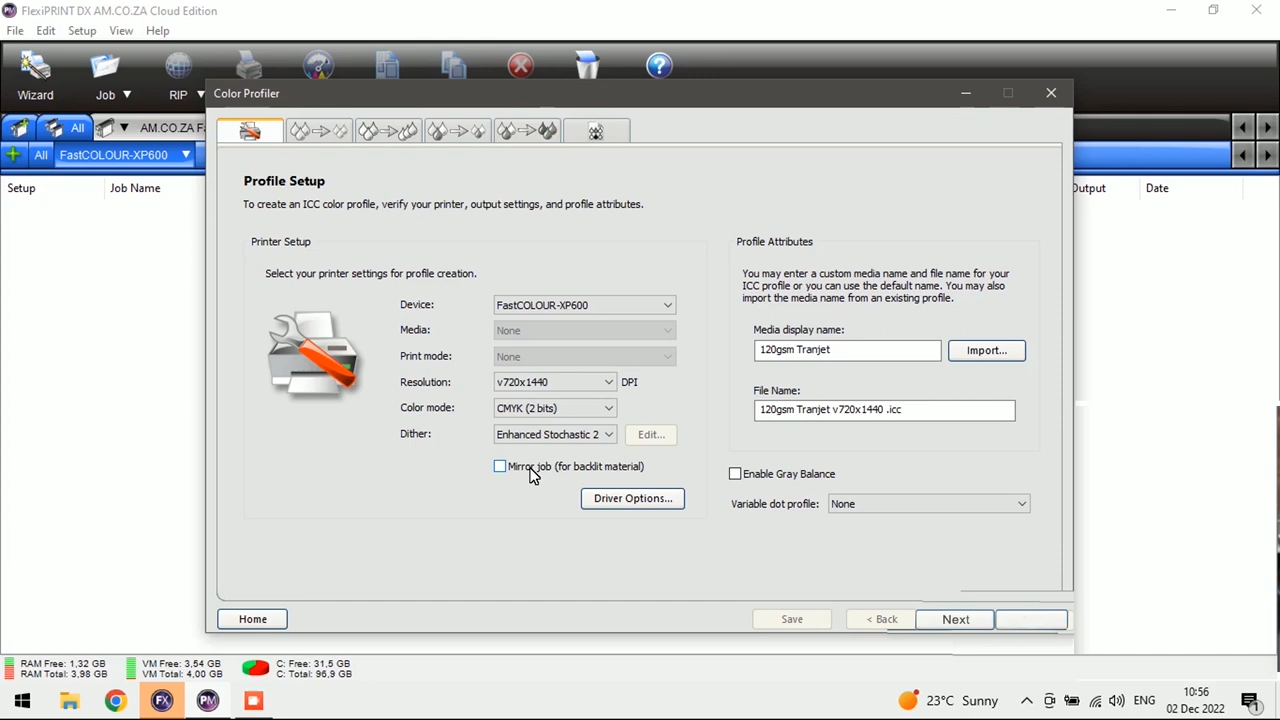 FlexiPRINT DX AM.CO.ZA Cloud Edition
File Edit Setup View Help
Wizard
Job
RIP
Color Profiler
All
AM.CO.ZA F
All
FastCOLOUR-XP600
Setup
Job Name
Output
Date
Profile Setup
To create an ICC color profile, verify your printer, output settings, and profile attributes.
Printer Setup
Select your printer settings for profile creation.
Device: FastCOLOUR-XP600
Media: None
Print mode: None
Resolution: v720x1440 DPI
Color mode: CMYK (2 bits)
Dither: Enhanced Stochastic 2 Edit...
Mirror job (for backlit material)
Driver Options...
Profile Attributes
You may enter a custom media name and file name for your
ICC profile or you can use the default name. You may also
import the media name from an existing profile.
Media display name:
120gsm Tranjet Import...
File Name:
120gsm Tranjet v720x1440 .icc
Enable Gray Balance
Variable dot profile: None
Home Save < Back Next
RAM Free: 1,32 GB VM Free: 3,54 GB C: Free: 31.5 GB
RAM Total: 3,98 GB VM Total: 4,00 GB C: Total: 96,9 GB
FX PM 23°C Sunny ENG 10:56
02 Dec 2022
1